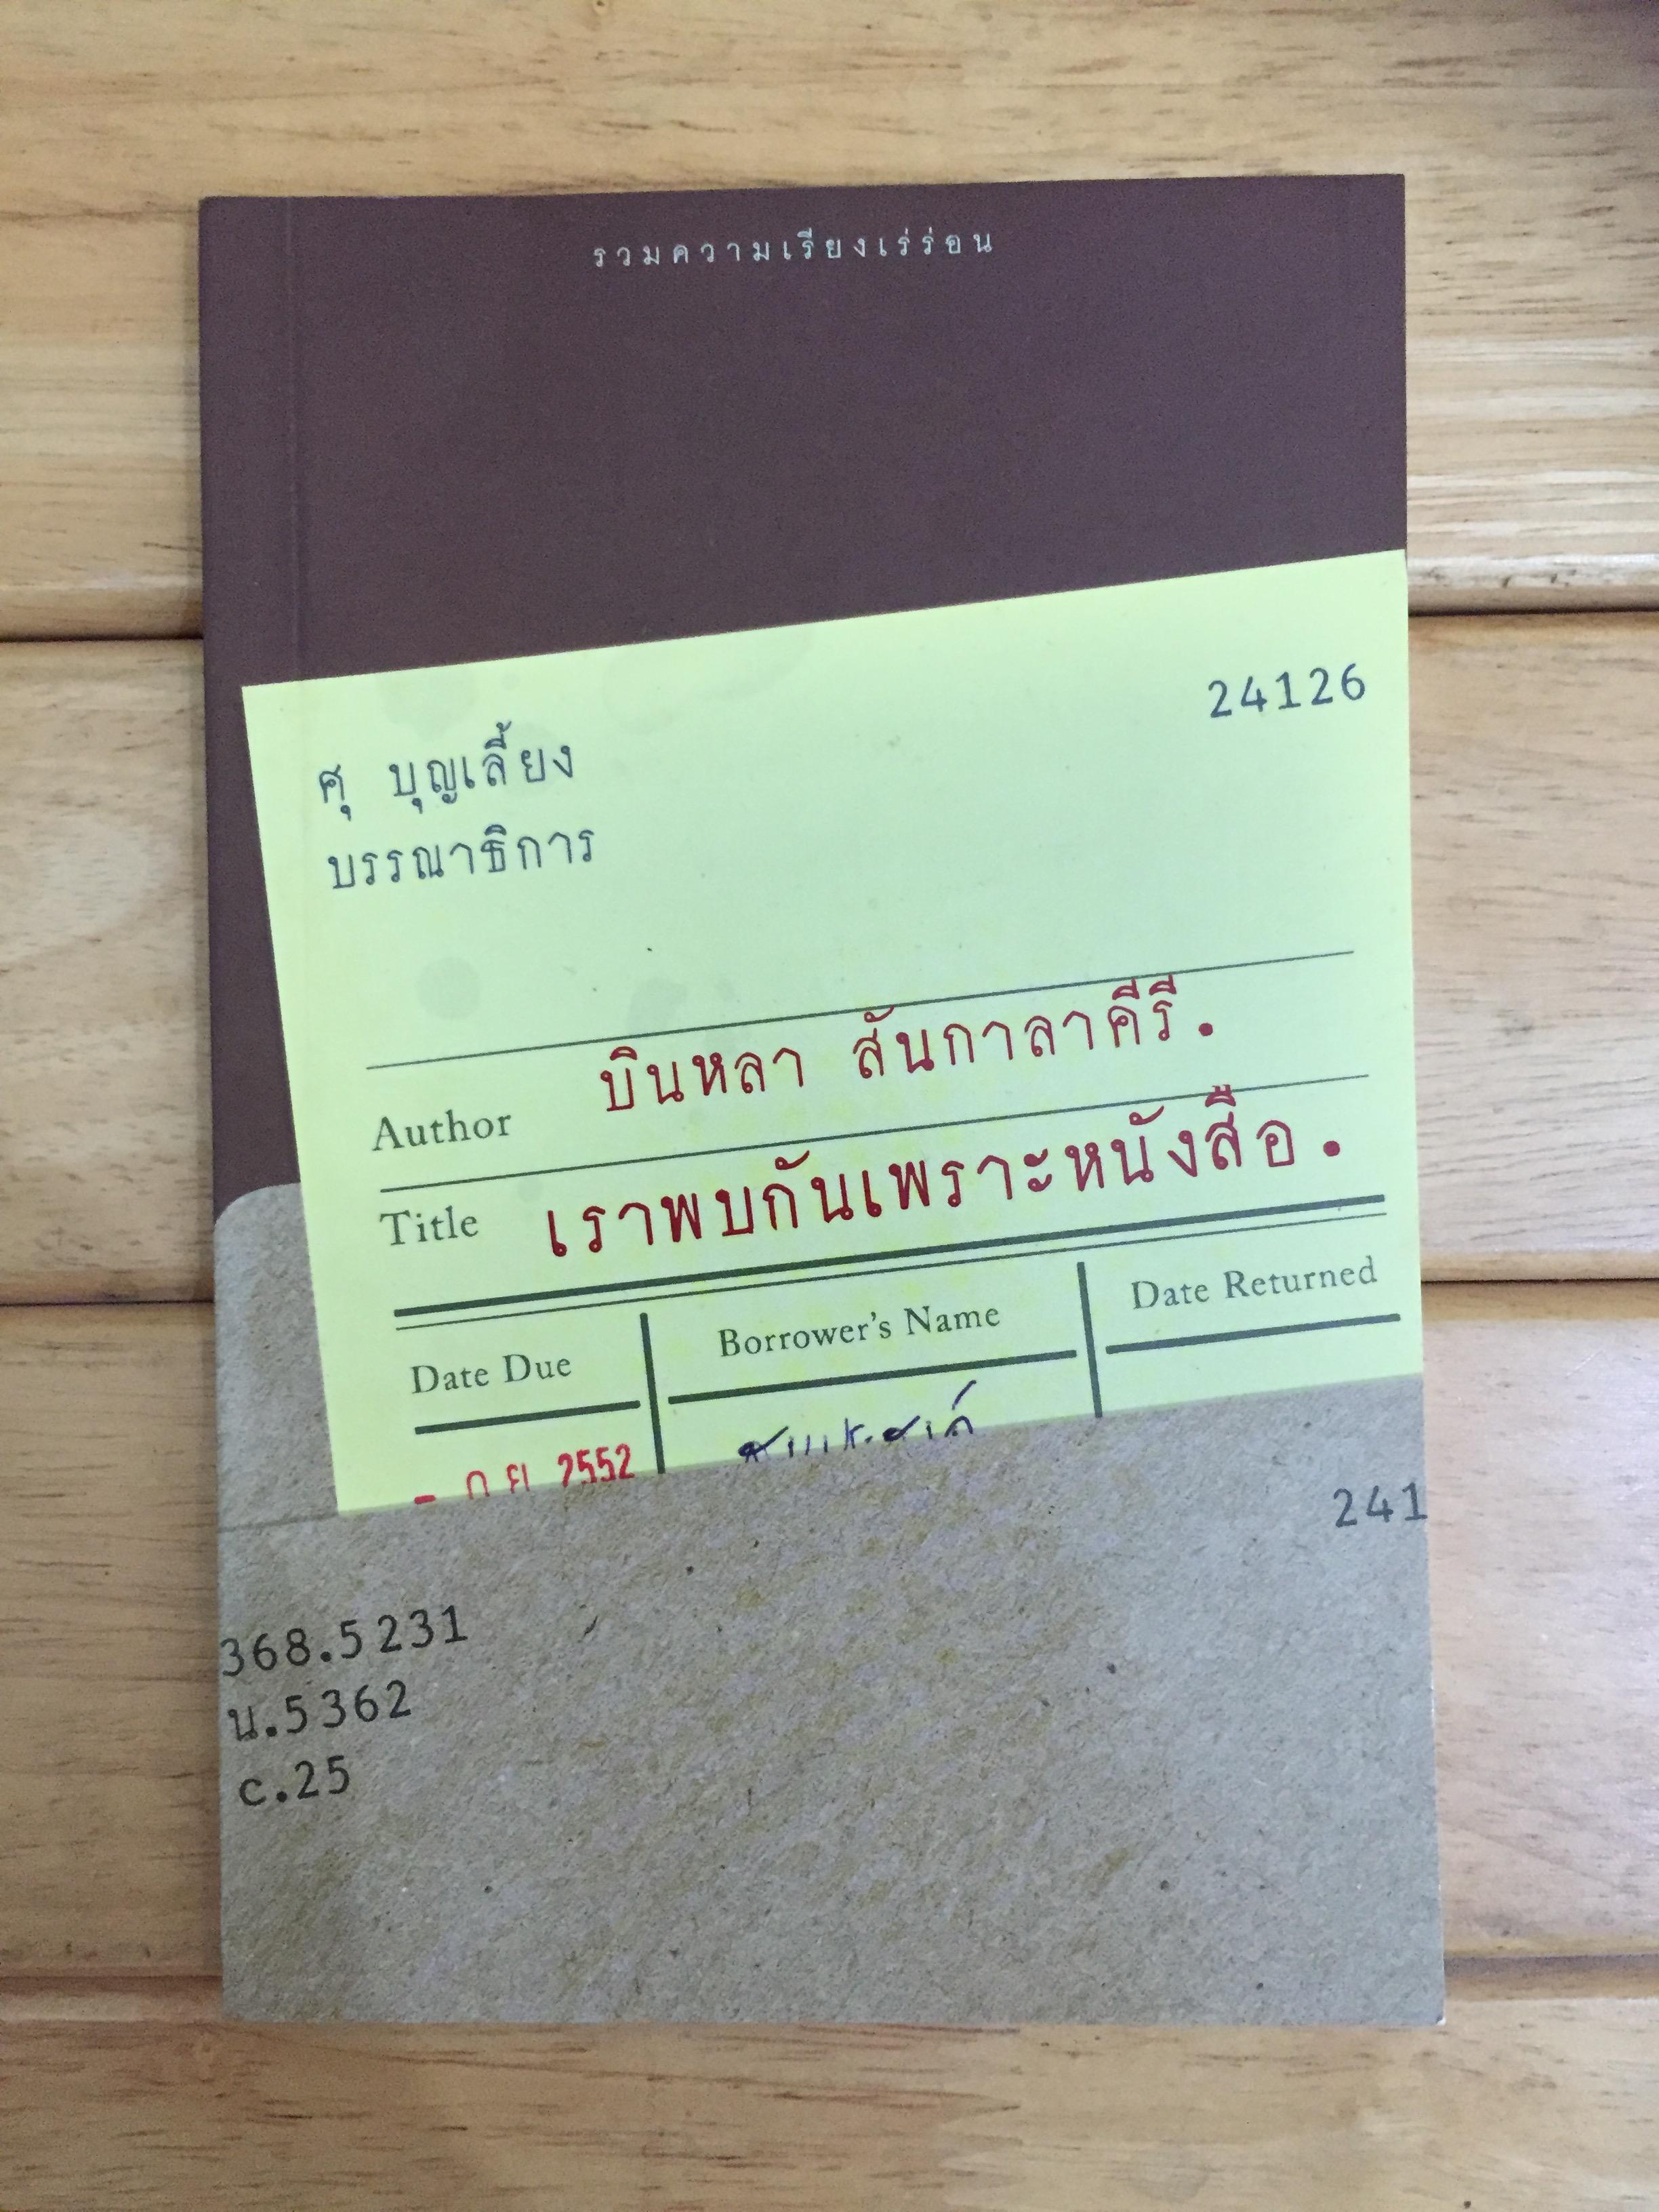 รวมความเรียงเร่ร่อน
24126
ศุ บุญเลี้ยง
บรรณาธิการ
Author บินหลา สันกาลาคีรี.
Title เราพบกันเพราะหนังสือ.
Date Due Borrower's Name Date Returned
- ก ย 2552
241
368.5231
น.5362
c.25